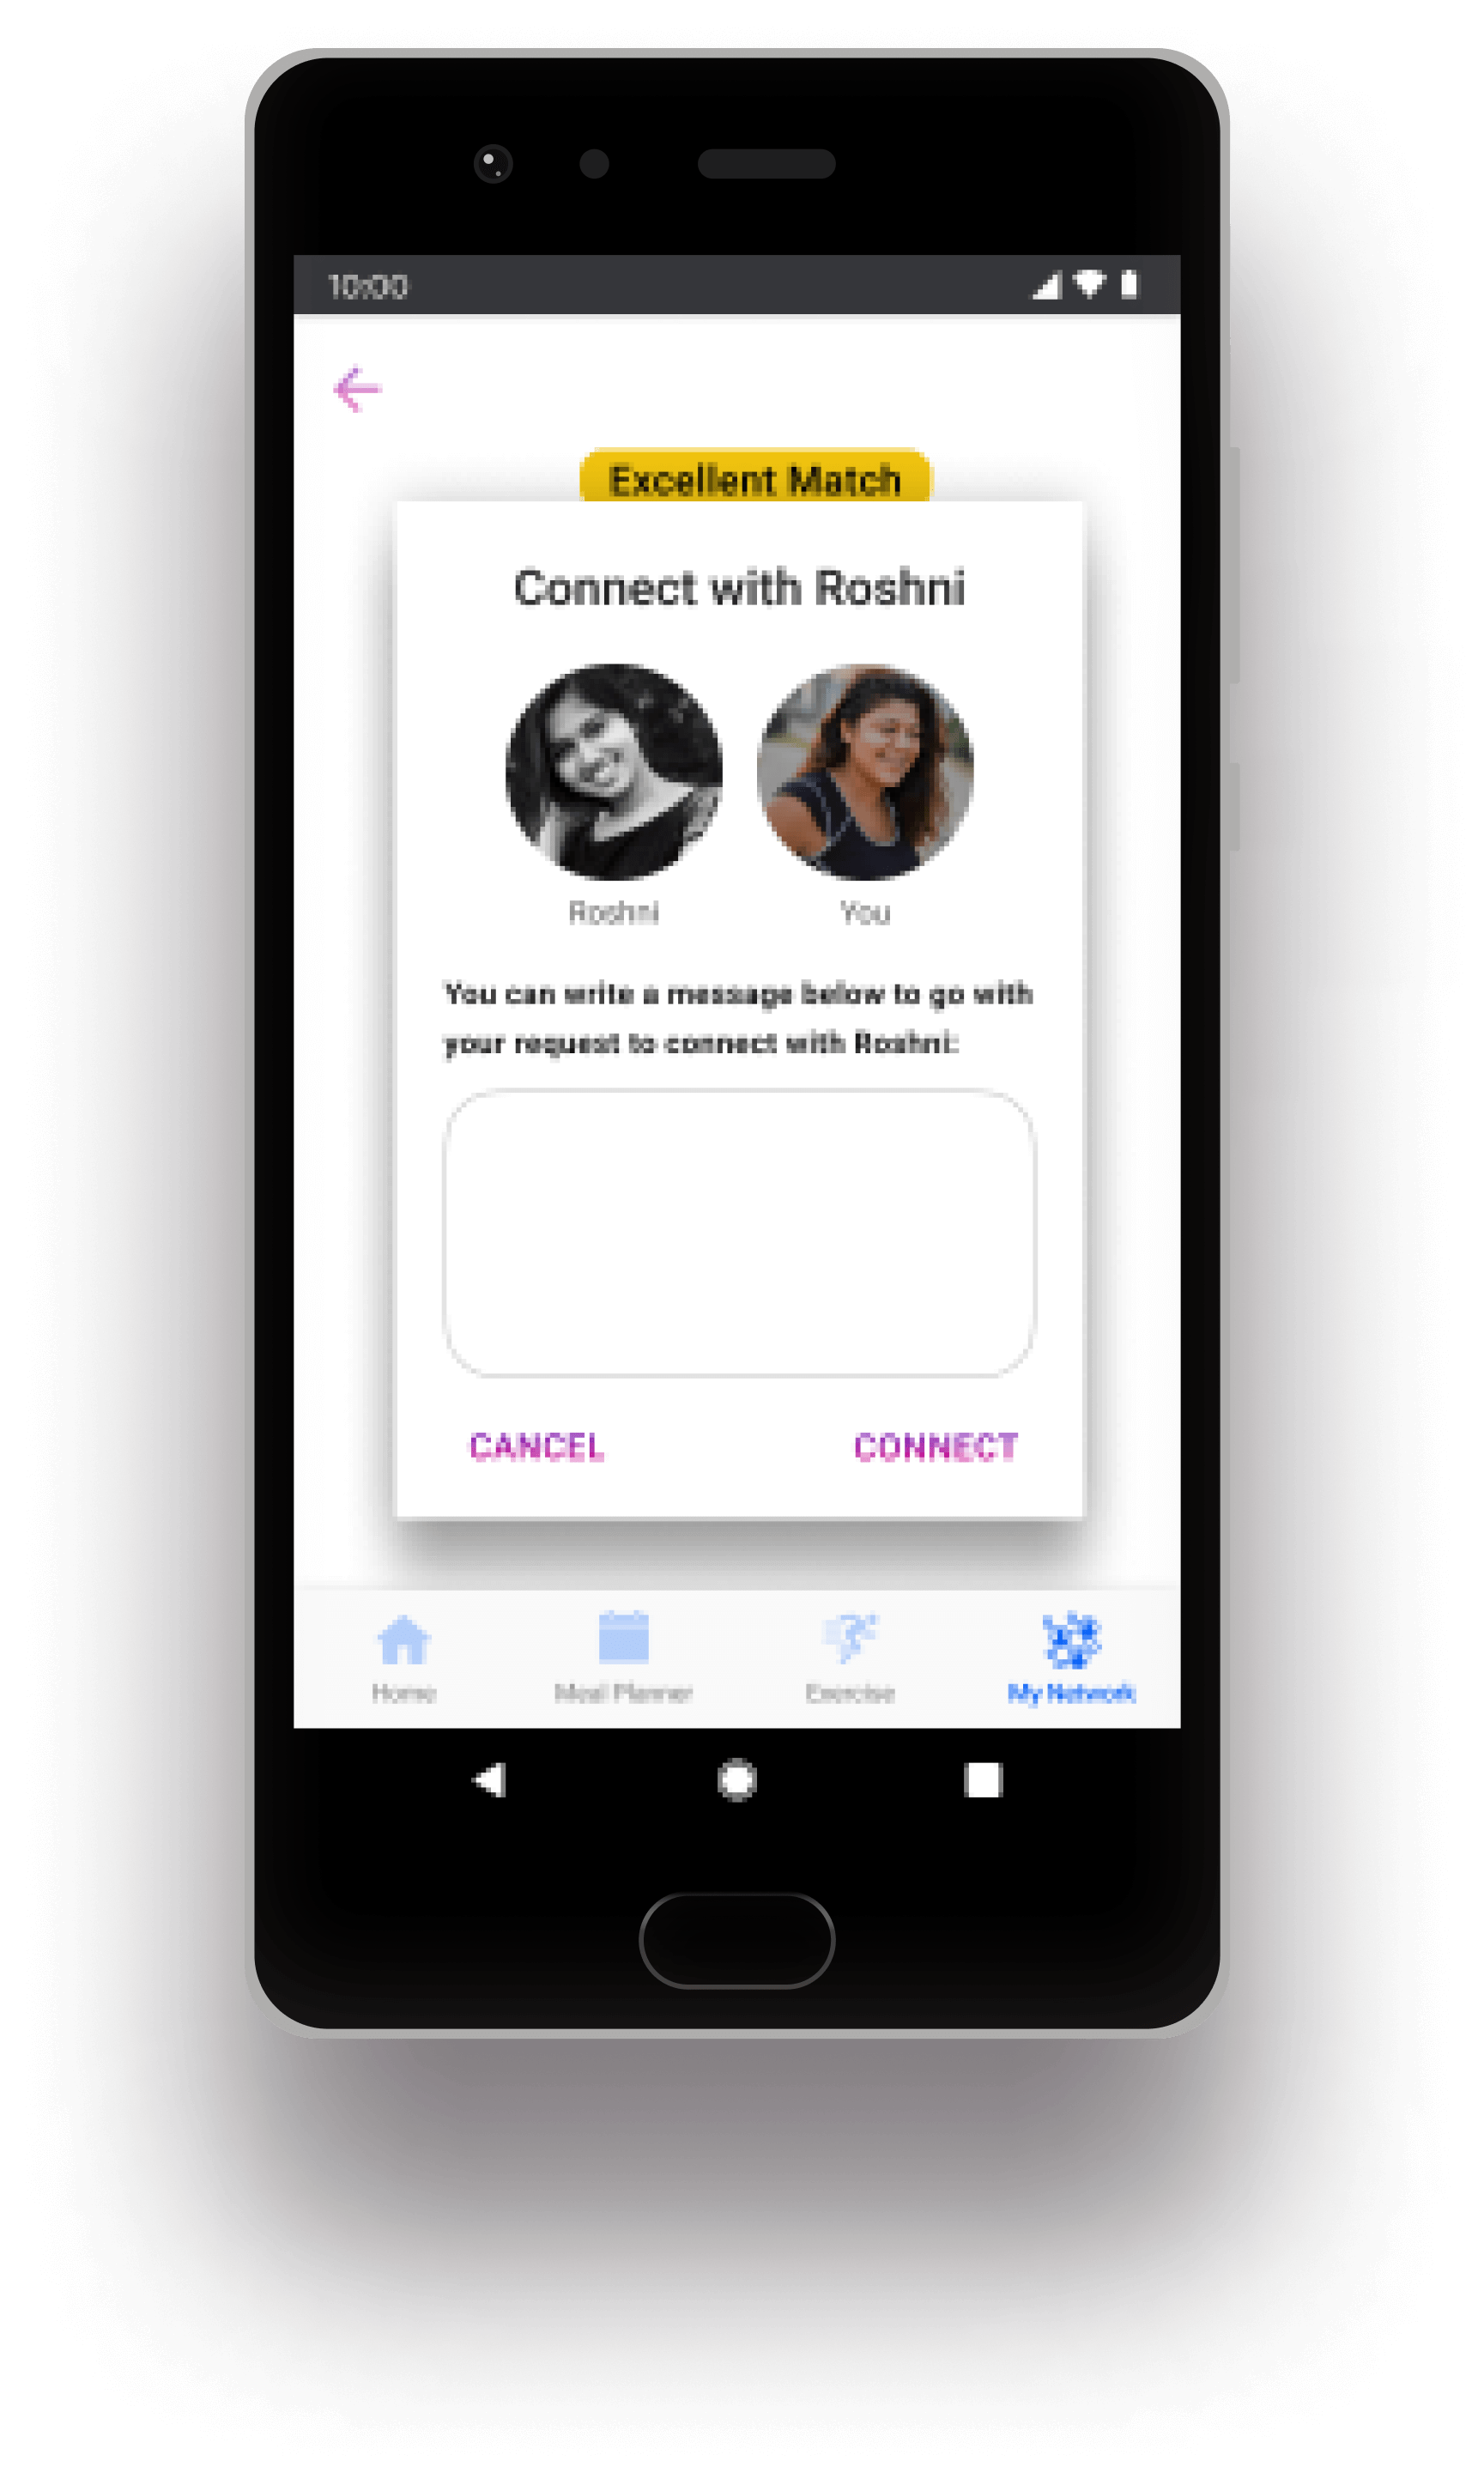 10:00
Excellent Match
Connect with Roshni
Roshni
You
You can write a message below to go with
your request to connect with Roshni:
CANCEL
CONNECT
Home
Meal Planner
Exercise
My Network